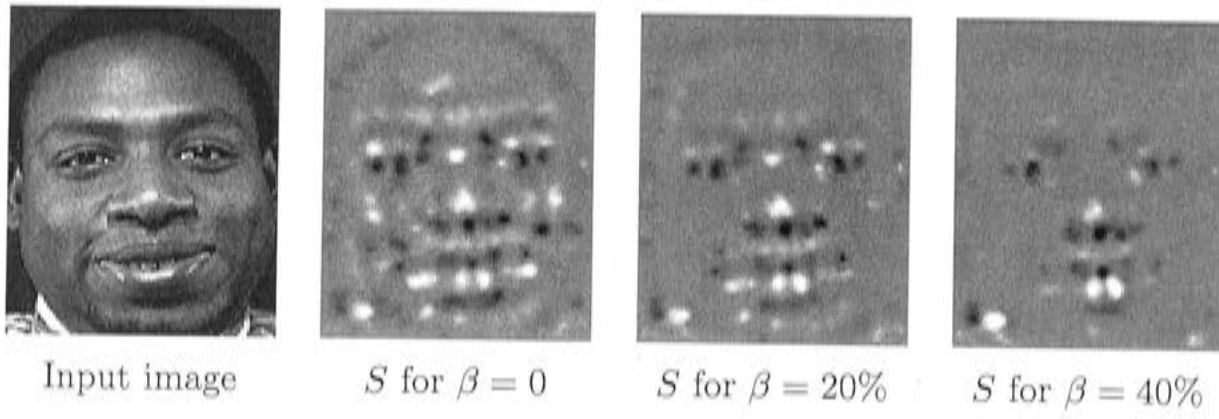 Input image
S for β = 0
S for β = 20%
S for β = 40%